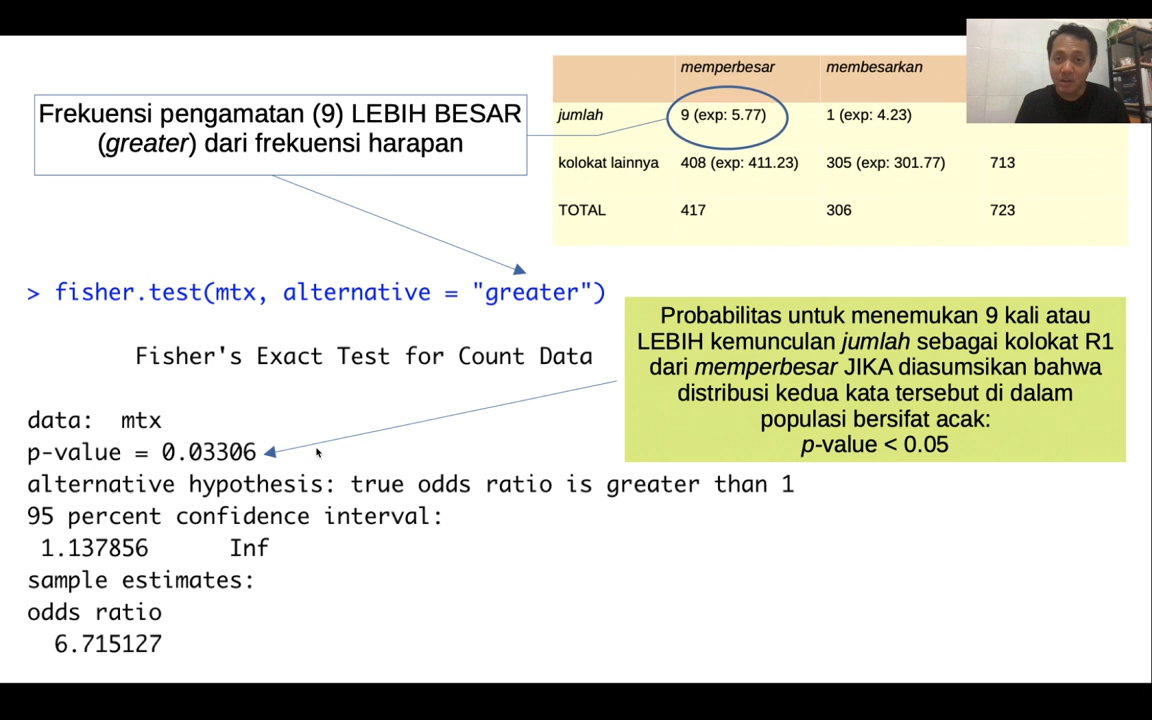 memperbesar membesarkan
jumlah 9 (exp: 5.77) 1 (exp: 4.23)
kolokat lainnya 408 (exp: 411.23) 305 (exp: 301.77) 713
TOTAL 417 306 723
Frekuensi pengamatan (9) LEBIH BESAR
(greater) dari frekuensi harapan
> fisher.test(mtx, alternative = "greater")
Fisher's Exact Test for Count Data
data: mtx
p-value = 0.03306
alternative hypothesis: true odds ratio is greater than 1
95 percent confidence interval:
1.137856 Inf
sample estimates:
odds ratio
6.715127
Probabilitas untuk menemukan 9 kali atau
LEBIH kemunculan jumlah sebagai kolokat R1
dari memperbesar JIKA diasumsikan bahwa
distribusi kedua kata tersebut di dalam
populasi bersifat acak:
p-value < 0.05